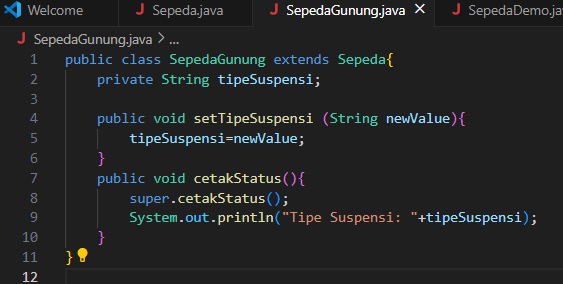 Welcome
J Sepeda.java
J SepedaGunung.java ×
J SepedaDemo.java
J SepedaGunung.java > ...
1 public class SepedaGunung extends Sepeda{
2     private String tipeSuspensi;
3
4     public void setTipeSuspensi (String newValue){
5         tipeSuspensi=newValue;
6     }
7     public void cetakStatus(){
8         super.cetakStatus();
9         System.out.println("Tipe Suspensi: "+tipeSuspensi);
10     }
11 }
12